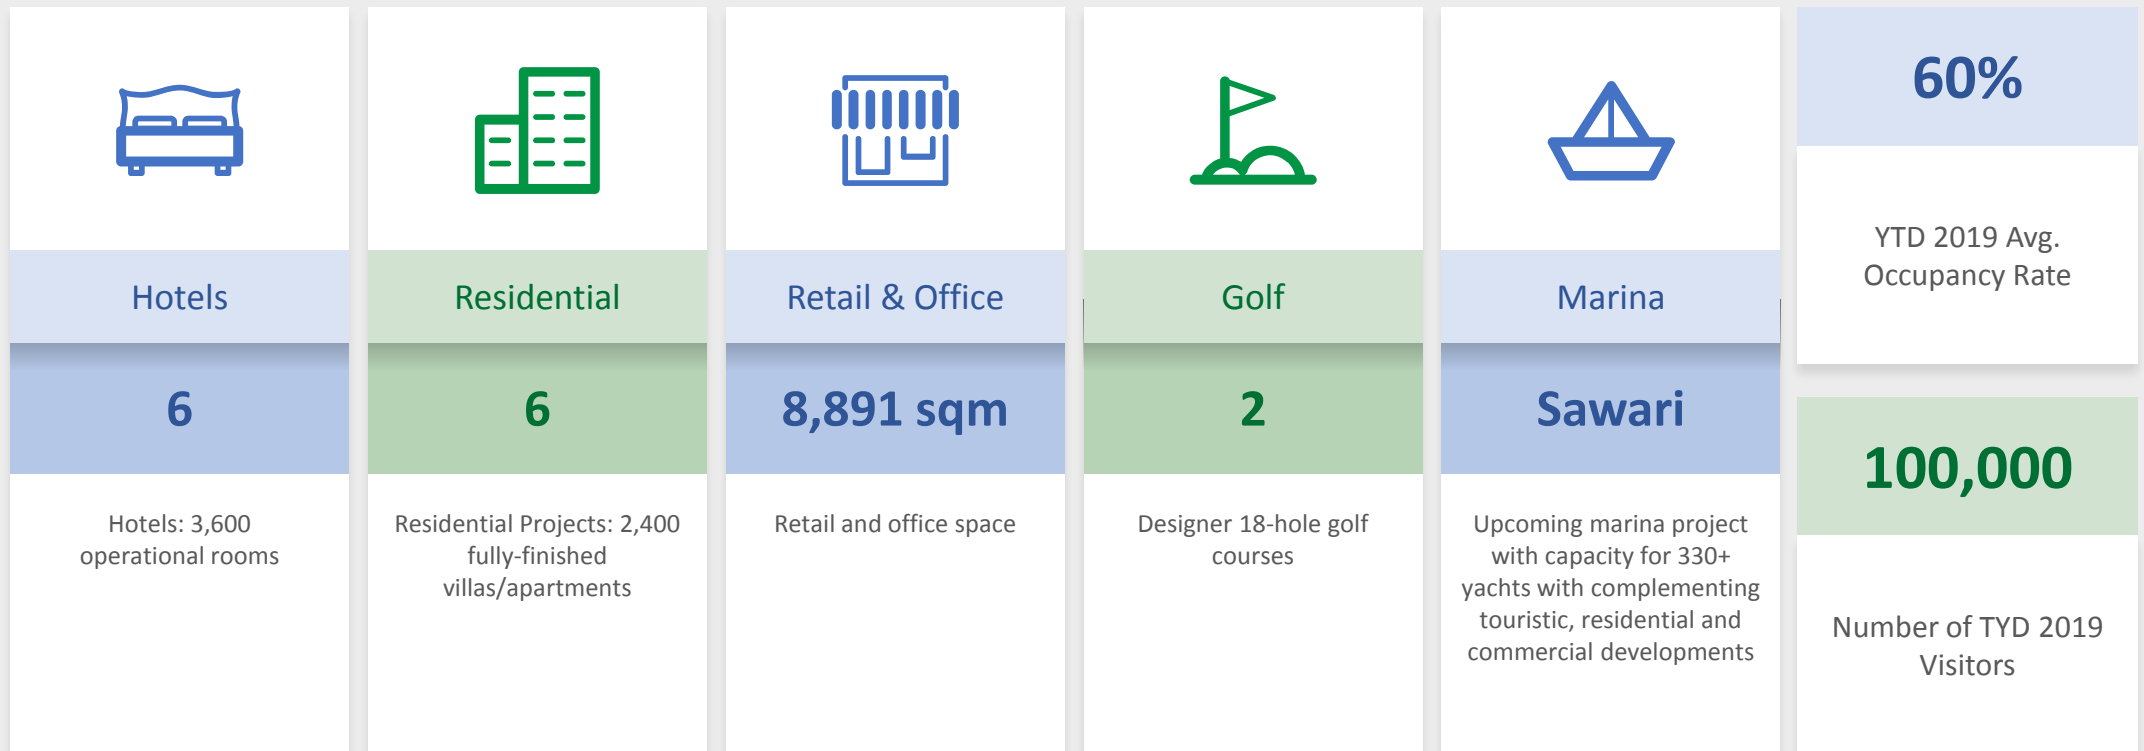 Hotels
6
Hotels: 3,600
operational rooms
Residential
6
Residential Projects: 2,400
fully-finished
villas/apartments
Retail & Office
8,891 sqm
Retail and office space
Golf
2
Designer 18-hole golf
courses
Marina
Sawari
Upcoming marina project
with capacity for 330+
yachts with complementing
touristic, residential and
commercial developments
60%
YTD 2019 Avg.
Occupancy Rate
100,000
Number of TYD 2019
Visitors